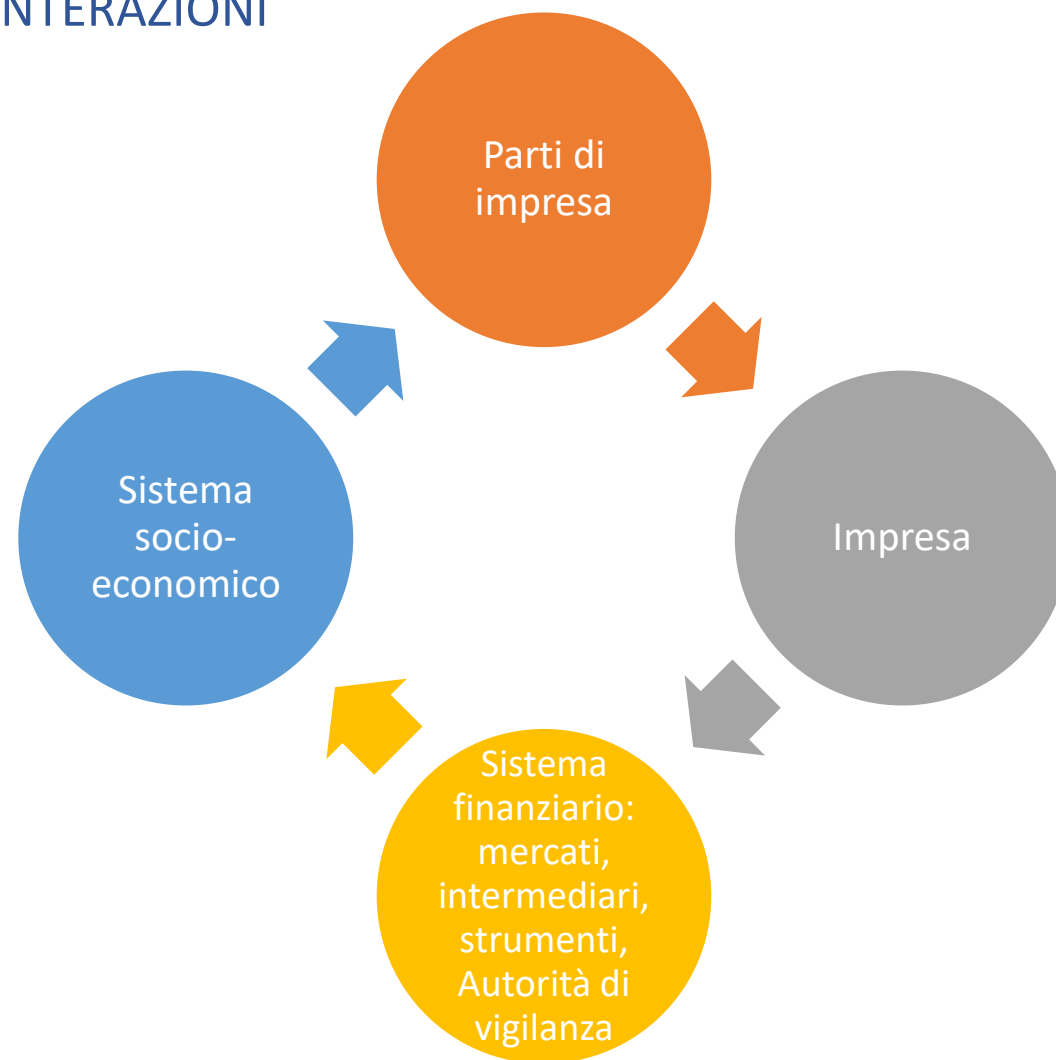 NTERAZIONI
Parti di
impresa
Sistema
socio-
economico
Impresa
Sistema
finanziario:
mercati,
intermediari,
strumenti,
Autorità di
vigilanza